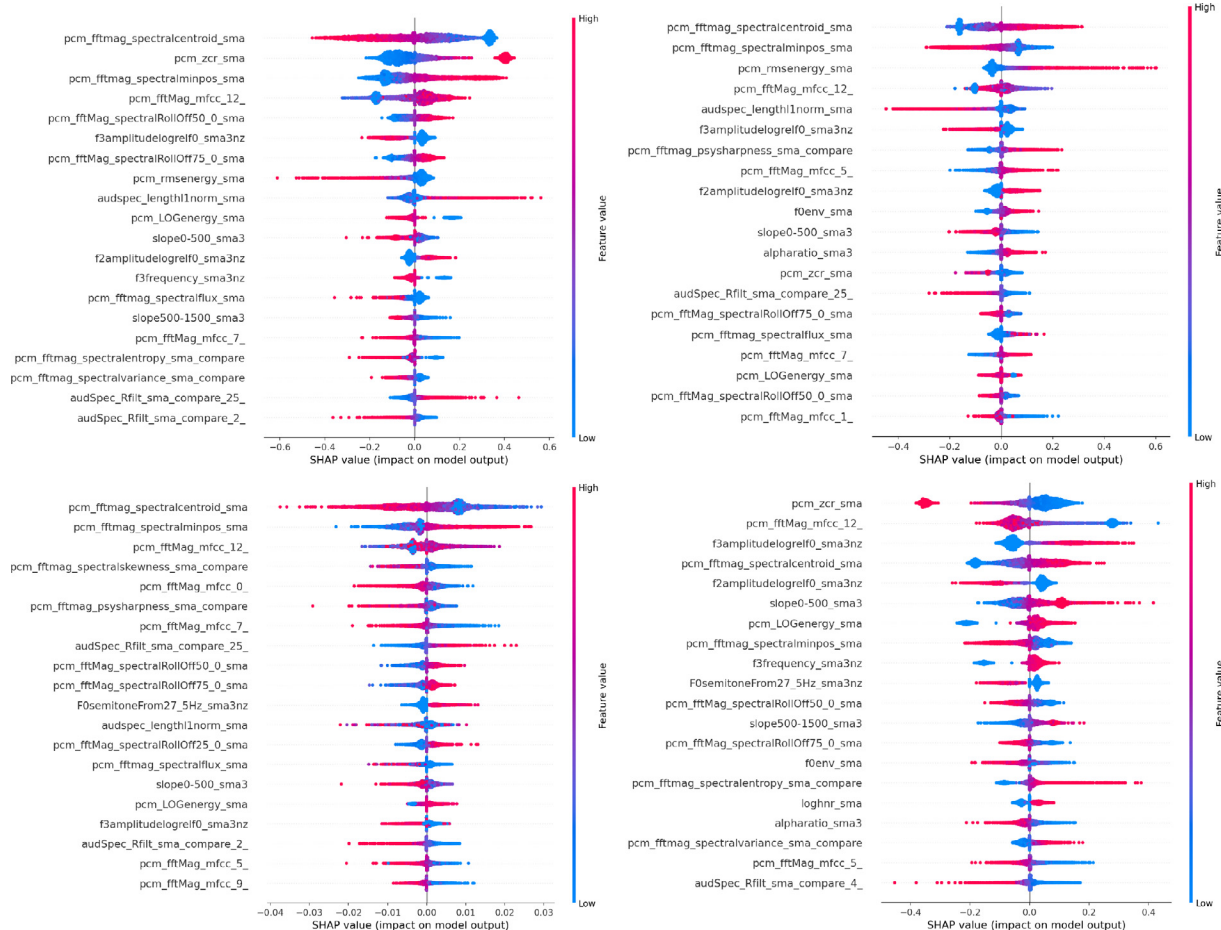 High
pcm_fftmag_spectralcentroid_sma
pcm_zcr_sma
pcm_fftmag_spectralminpos_sma
pcm_fftMag_mfcc_12_
pcm_fftMag_spectralRollOff50_0_sma
f3amplitudelogrelf0_sma3nz
pcm_fftMag_spectralRollOff75_0_sma
pcm_rmsenergy_sma
audspec_lengthl1norm_sma
pcm_LOGenergy_sma
slope0-500_sma3
f2amplitudelogrelf0_sma3nz
f3frequency_sma3nz
pcm_fftmag_spectralflux_sma
slope500-1500_sma3
pcm_fftMag_mfcc_7_
pcm_fftmag_spectralentropy_sma_compare
pcm_fftmag_spectralvariance_sma_compare
audSpec_Rfilt_sma_compare_25_
audSpec_Rfilt_sma_compare_2_
Feature value
Low
−0.6 −0.4 −0.2 0.0 0.2 0.4 0.6
SHAP value (impact on model output)
High
pcm_fftmag_spectralcentroid_sma
pcm_fftmag_spectralminpos_sma
pcm_rmsenergy_sma
pcm_fftMag_mfcc_12_
audspec_lengthl1norm_sma
f3amplitudelogrelf0_sma3nz
pcm_fftmag_psysharpness_sma_compare
pcm_fftMag_mfcc_5_
f2amplitudelogrelf0_sma3nz
f0env_sma
slope0-500_sma3
alpharatio_sma3
pcm_zcr_sma
audSpec_Rfilt_sma_compare_25_
pcm_fftMag_spectralRollOff75_0_sma
pcm_fftmag_spectralflux_sma
pcm_fftMag_mfcc_7_
pcm_LOGenergy_sma
pcm_fftMag_spectralRollOff50_0_sma
pcm_fftMag_mfcc_1_
Feature value
Low
−0.4 −0.2 0.0 0.2 0.4 0.6
SHAP value (impact on model output)
High
pcm_fftmag_spectralcentroid_sma
pcm_fftmag_spectralminpos_sma
pcm_fftMag_mfcc_12_
pcm_fftmag_spectralskewness_sma_compare
pcm_fftMag_mfcc_0_
pcm_fftmag_psysharpness_sma_compare
pcm_fftMag_mfcc_7_
audSpec_Rfilt_sma_compare_25_
pcm_fftMag_spectralRollOff50_0_sma
pcm_fftMag_spectralRollOff75_0_sma
F0semitoneFrom27_5Hz_sma3nz
audspec_lengthl1norm_sma
pcm_fftMag_spectralRollOff25_0_sma
pcm_fftmag_spectralflux_sma
slope0-500_sma3
pcm_LOGenergy_sma
f3amplitudelogrelf0_sma3nz
audSpec_Rfilt_sma_compare_2_
pcm_fftMag_mfcc_5_
pcm_fftMag_mfcc_9_
Feature value
Low
−0.04 −0.03 −0.02 −0.01 0.00 0.01 0.02 0.03
SHAP value (impact on model output)
High
pcm_zcr_sma
pcm_fftMag_mfcc_12_
f3amplitudelogrelf0_sma3nz
pcm_fftmag_spectralcentroid_sma
f2amplitudelogrelf0_sma3nz
slope0-500_sma3
pcm_LOGenergy_sma
pcm_fftmag_spectralminpos_sma
f3frequency_sma3nz
F0semitoneFrom27_5Hz_sma3nz
pcm_fftMag_spectralRollOff50_0_sma
slope500-1500_sma3
pcm_fftMag_spectralRollOff75_0_sma
f0env_sma
pcm_fftmag_spectralentropy_sma_compare
loghnr_sma
alpharatio_sma3
pcm_fftmag_spectralvariance_sma_compare
pcm_fftMag_mfcc_5_
audSpec_Rfilt_sma_compare_4_
Feature value
Low
−0.4 −0.2 0.0 0.2 0.4
SHAP value (impact on model output)